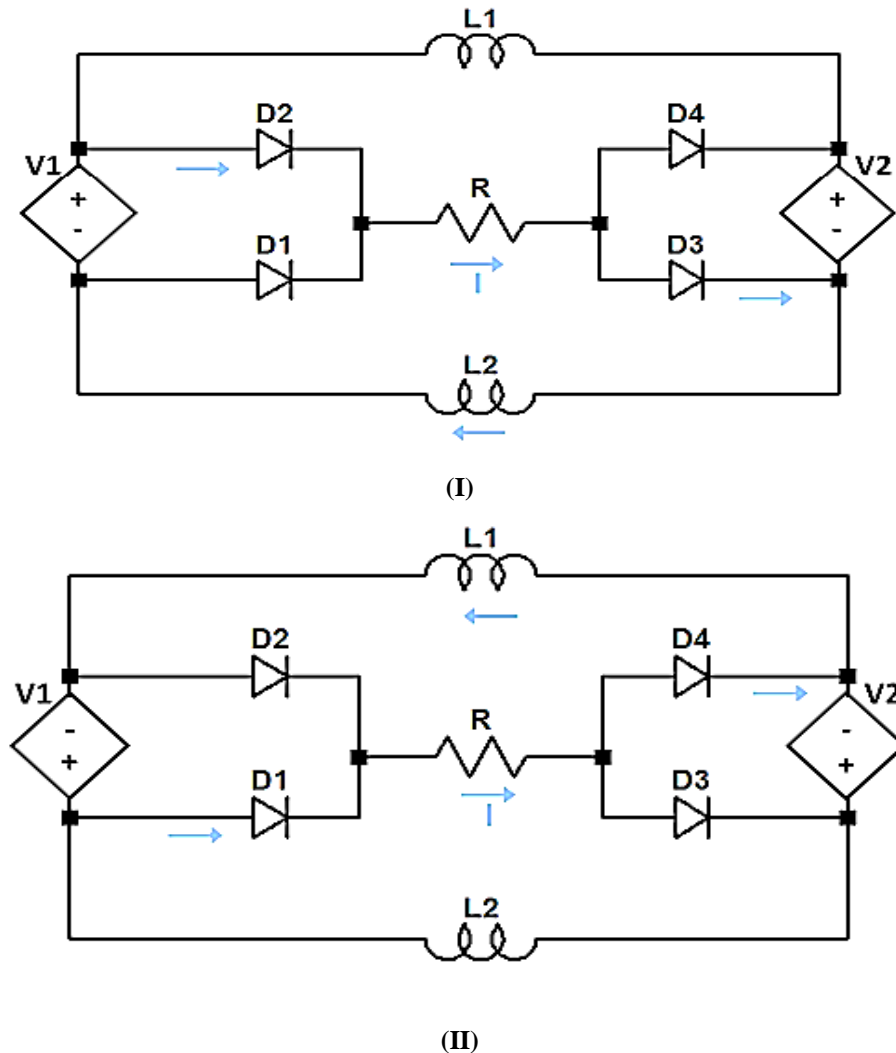 L1
D2
D4
V1
V2
+
-
R
D1
D3
I
+
-
L2
(I)
L1
D2
D4
V1
V2
-
+
R
D1
D3
I
-
+
L2
(II)